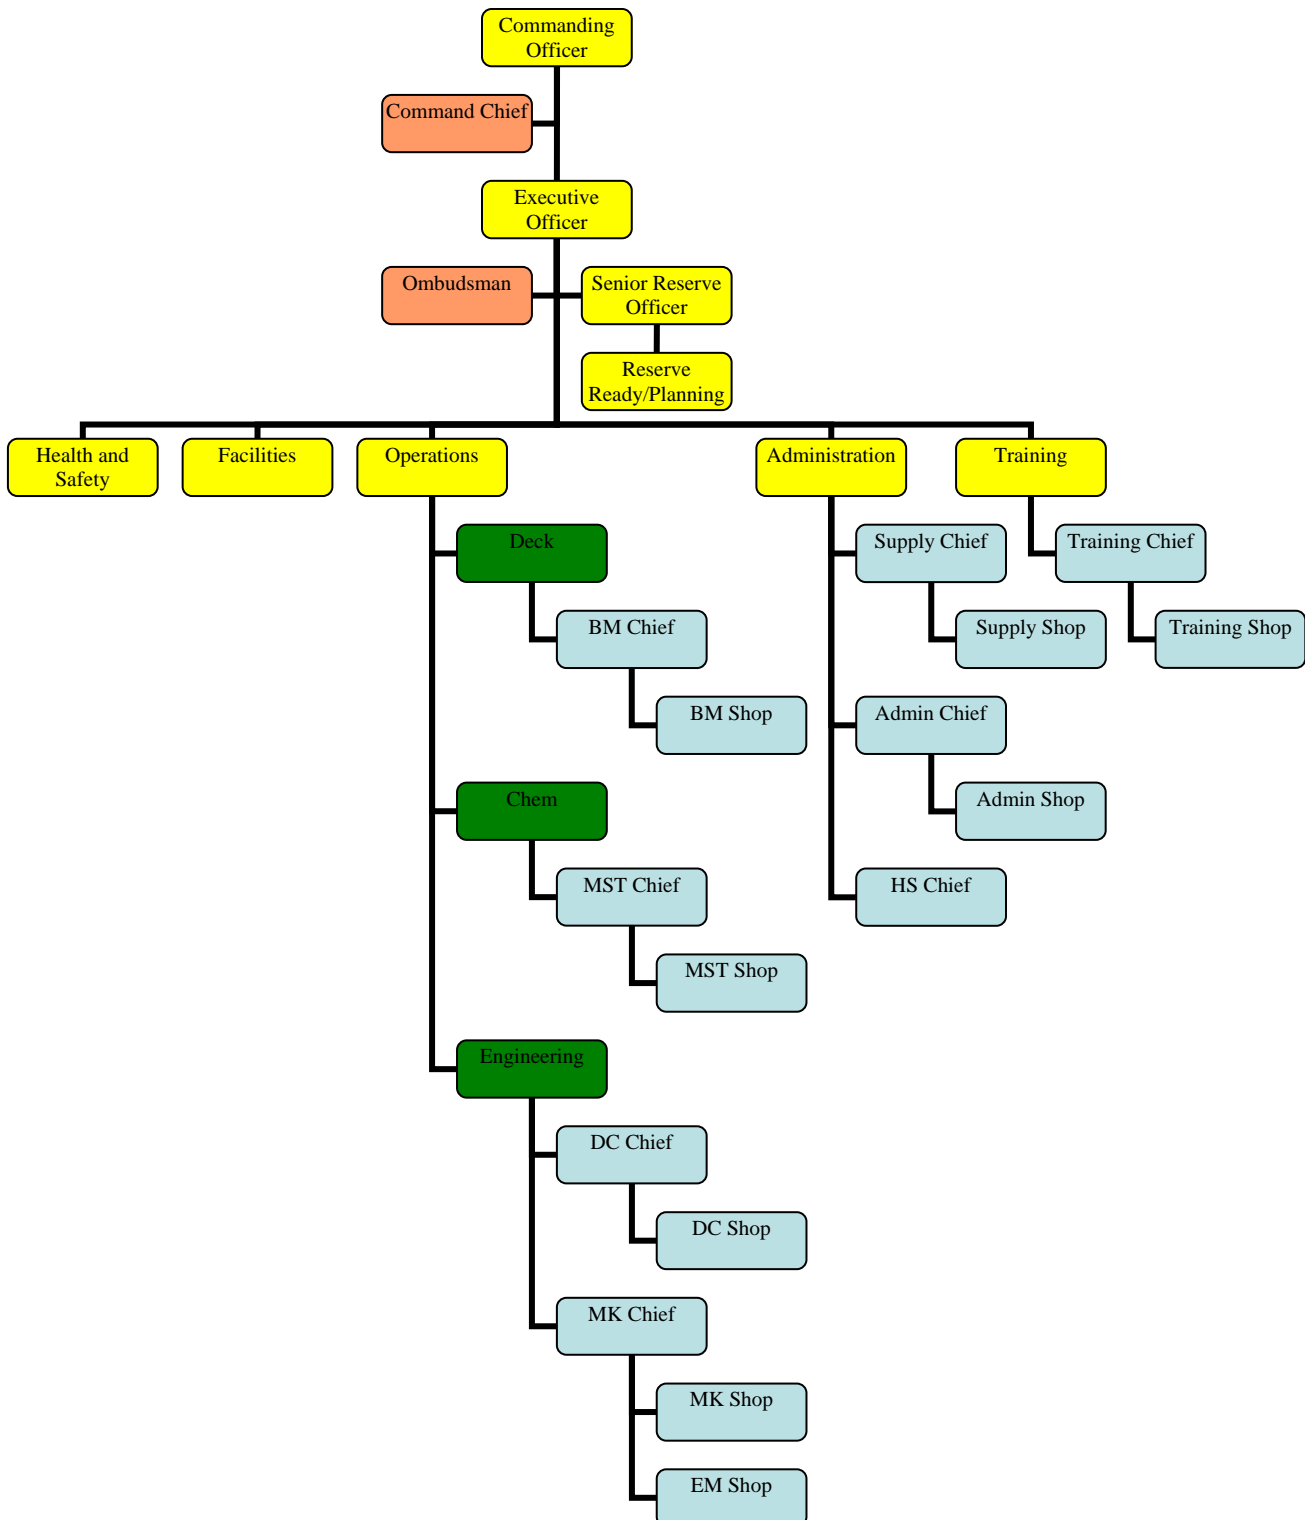 Commanding
Officer
Command Chief
Executive
Officer
Ombudsman
Senior Reserve
Officer
Reserve
Ready/Planning
Health and
Safety
Facilities
Operations
Administration
Training
Deck
Supply Chief
Training Chief
BM Chief
Supply Shop
Training Shop
BM Shop
Admin Chief
Chem
Admin Shop
MST Chief
HS Chief
MST Shop
Engineering
DC Chief
DC Shop
MK Chief
MK Shop
EM Shop